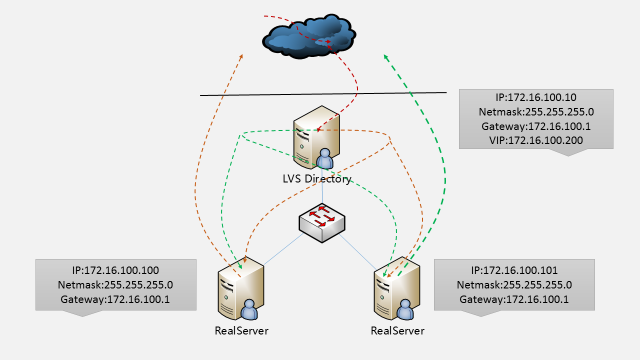 IP:172.16.100.10
Netmask:255.255.255.0
Gateway:172.16.100.1
VIP:172.16.100.200
LVS Directory
IP:172.16.100.100
Netmask:255.255.255.0
Gateway:172.16.100.1
IP:172.16.100.101
Netmask:255.255.255.0
Gateway:172.16.100.1
RealServer
RealServer